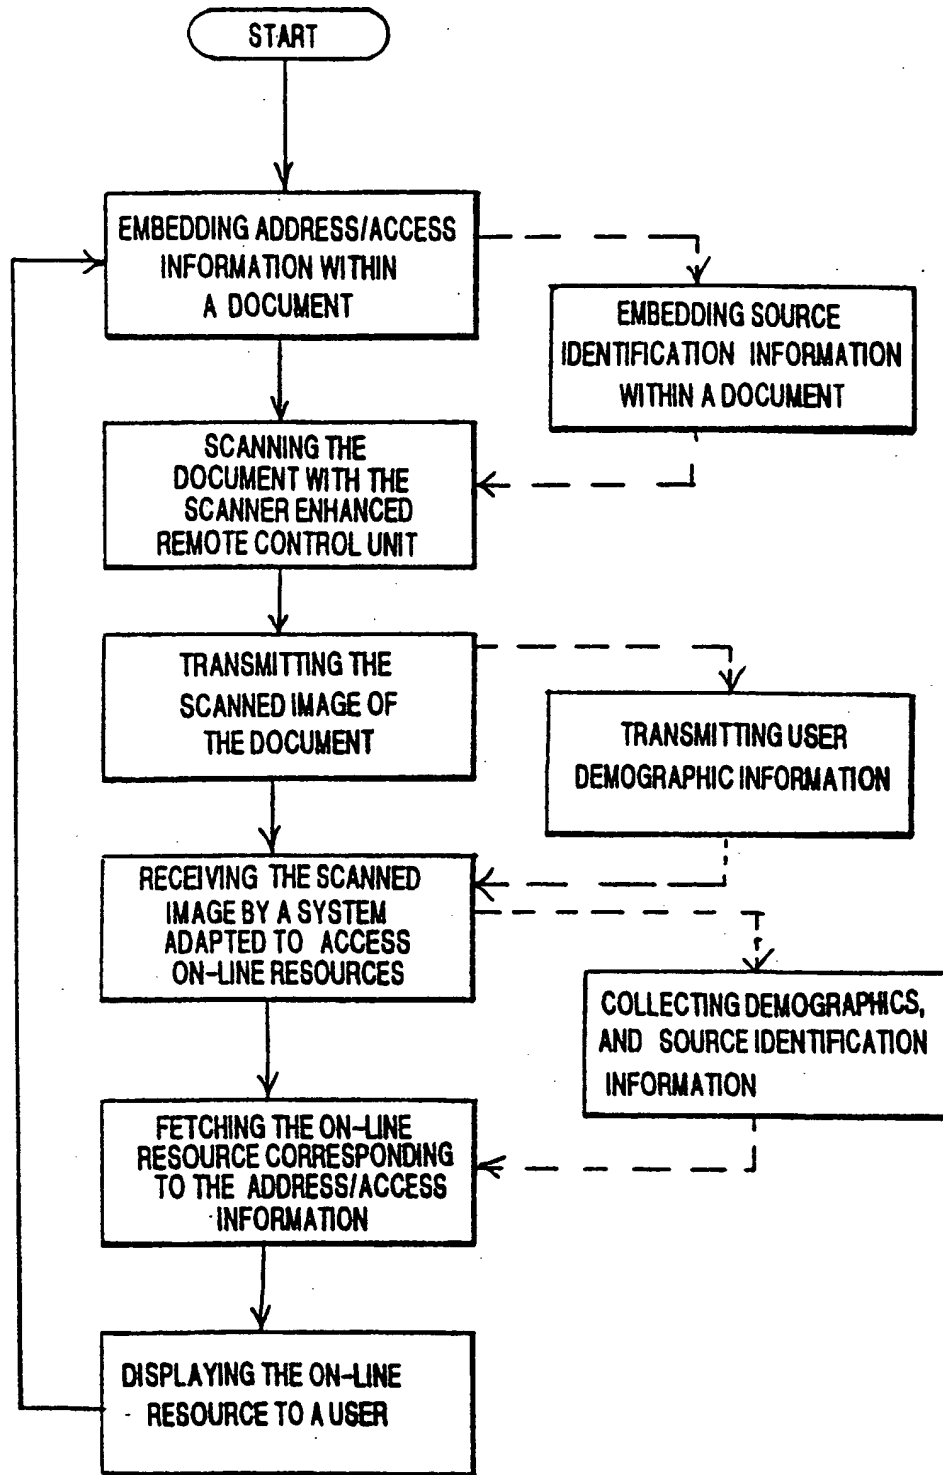 START
EMBEDDING ADDRESS/ACCESS
INFORMATION WITHIN
A DOCUMENT
EMBEDDING SOURCE
IDENTIFICATION INFORMATION
WITHIN A DOCUMENT
SCANNING THE
DOCUMENT WITH THE
SCANNER ENHANCED
REMOTE CONTROL UNIT
TRANSMITTING THE
SCANNED IMAGE OF
THE DOCUMENT
TRANSMITTING USER
DEMOGRAPHIC INFORMATION
RECEIVING THE SCANNED
IMAGE BY A SYSTEM
ADAPTED TO ACCESS
ON-LINE RESOURCES
COLLECTING DEMOGRAPHICS,
AND SOURCE IDENTIFICATION
INFORMATION
FETCHING THE ON-LINE
RESOURCE CORRESPONDING
TO THE ADDRESS/ACCESS
INFORMATION
DISPLAYING THE ON-LINE
RESOURCE TO A USER